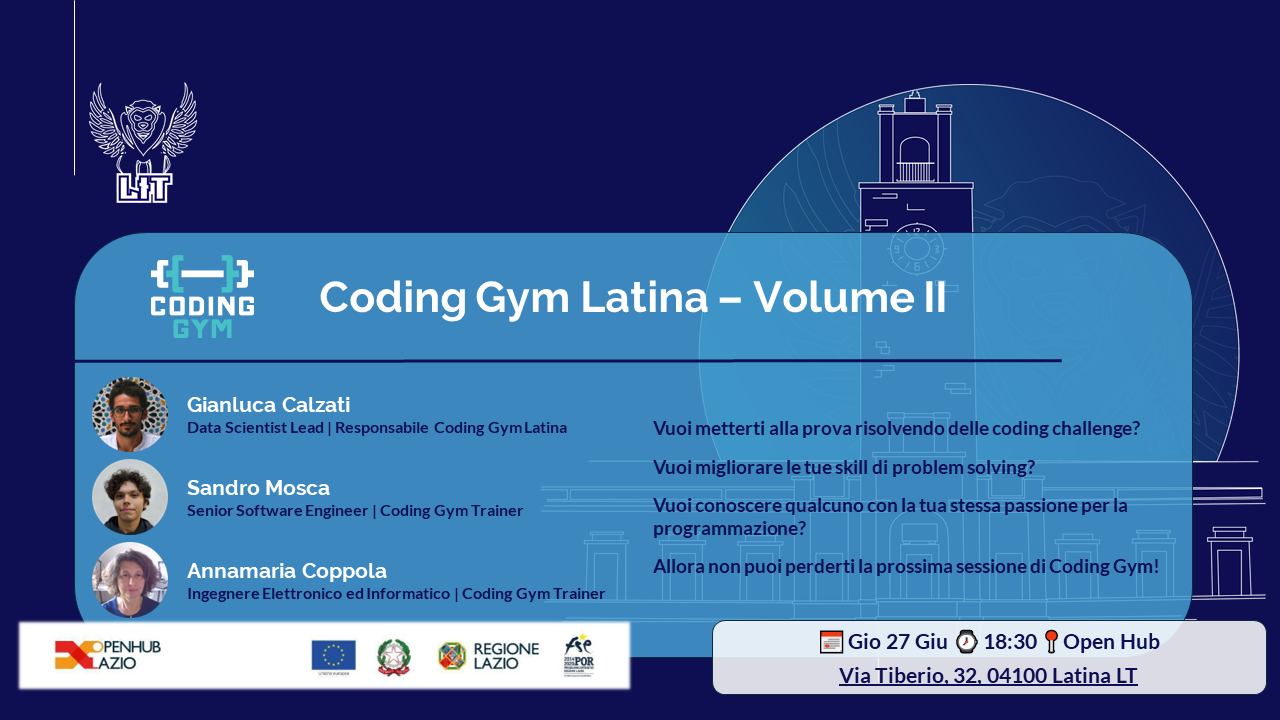 LIT
CODING
GYM
Coding Gym Latina – Volume II
Gianluca Calzati
Data Scientist Lead | Responsabile Coding Gym Latina
Sandro Mosca
Senior Software Engineer | Coding Gym Trainer
Annamaria Coppola
Ingegnere Elettronico ed Informatico | Coding Gym Trainer
Vuoi metterti alla prova risolvendo delle coding challenge?
Vuoi migliorare le tue skill di problem solving?
Vuoi conoscere qualcuno con la tua stessa passione per la
programmazione?
Allora non puoi perderti la prossima sessione di Coding Gym!
OPENHUB
LAZIO
REGIONE
LAZIO
fse
POR
Gio 27 Giu 18:30 Open Hub
Via Tiberio, 32, 04100 Latina LT